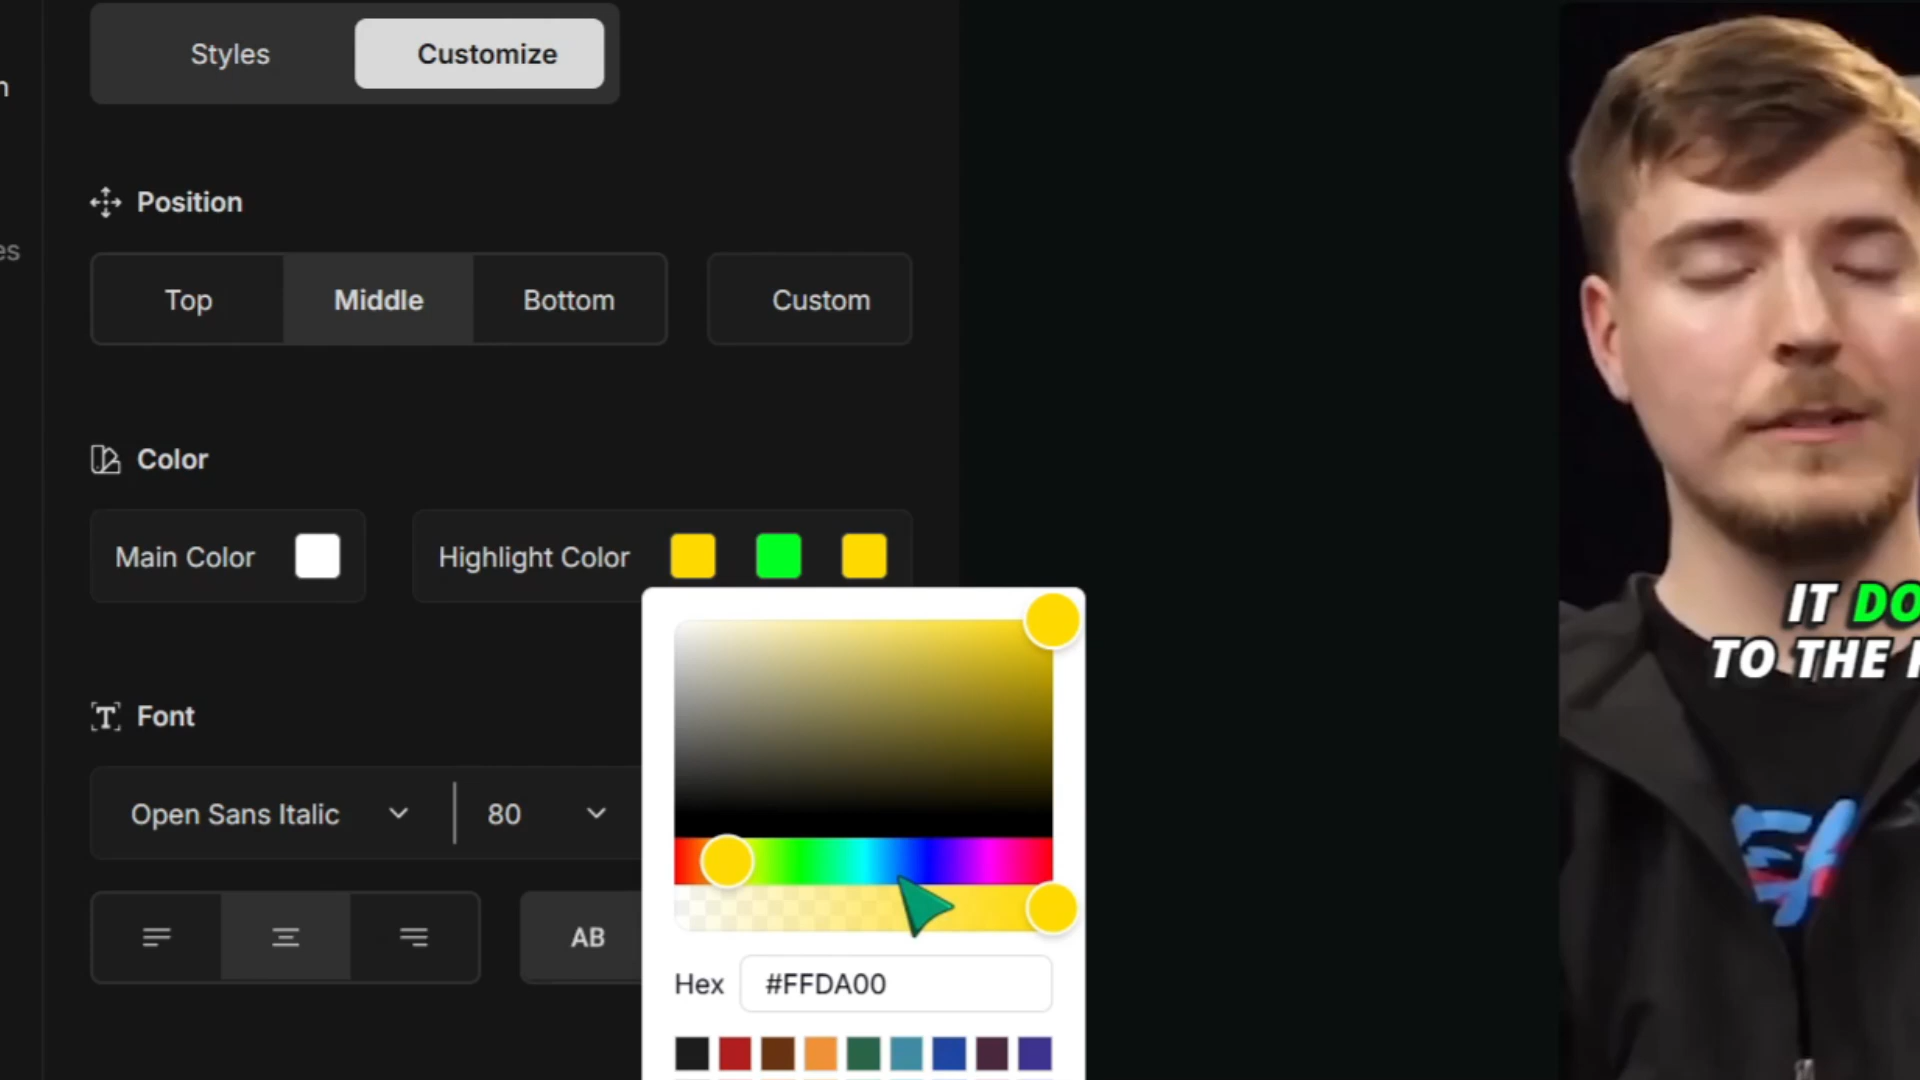 Styles Customize
Position
Top Middle Bottom Custom
Color
Main Color Highlight Color
Font
Open Sans Italic 80
AB
Hex #FFDA00
IT DO
TO THE